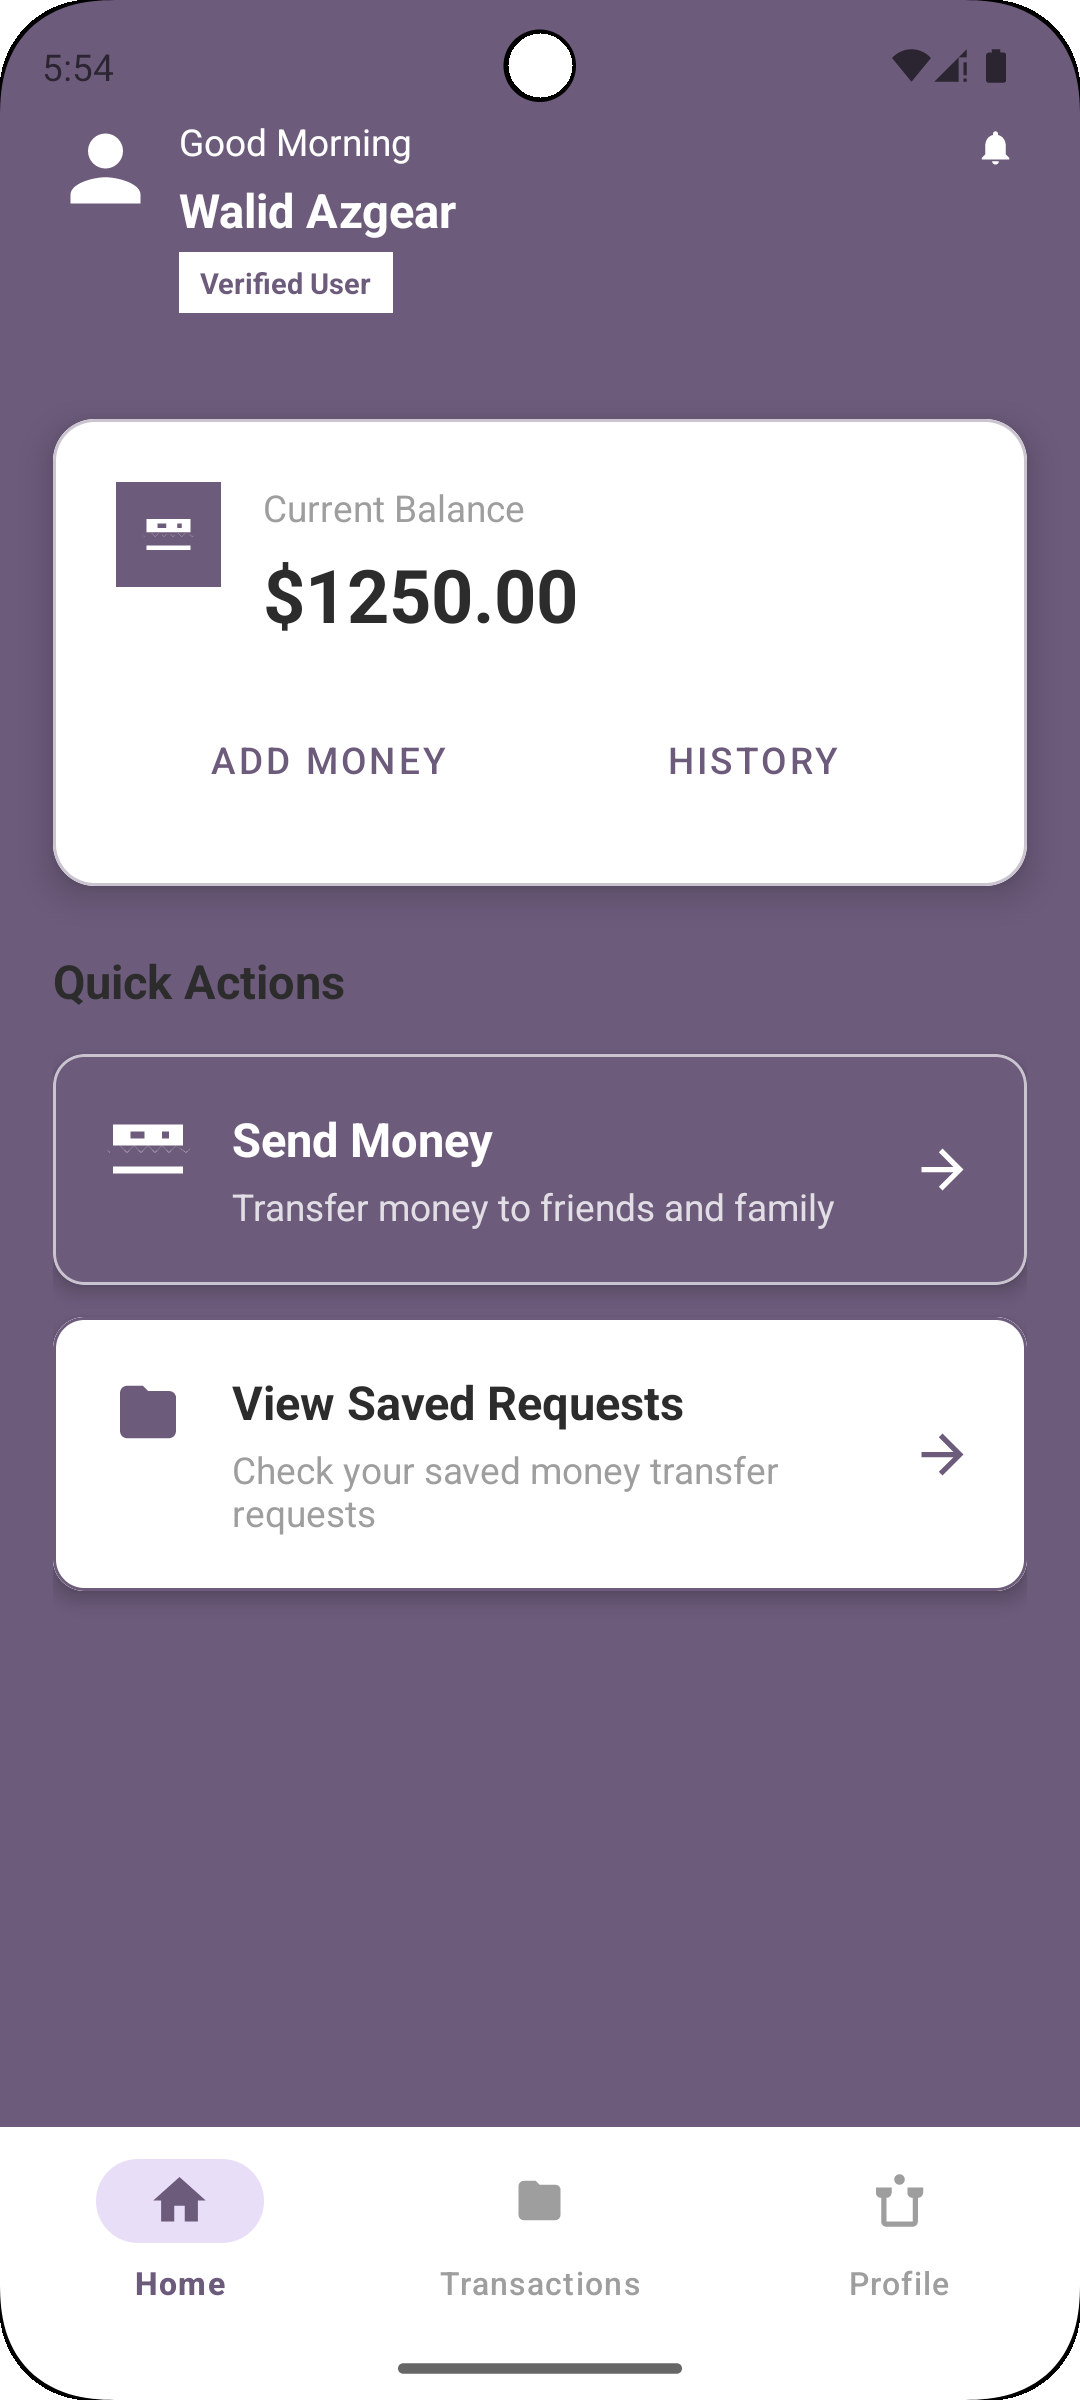 5:54
Good Morning
Walid Azgear
Verified User
Current Balance
$1250.00
ADD MONEY
HISTORY
Quick Actions
Send Money
Transfer money to friends and family
View Saved Requests
Check your saved money transfer
requests
Home
Transactions
Profile